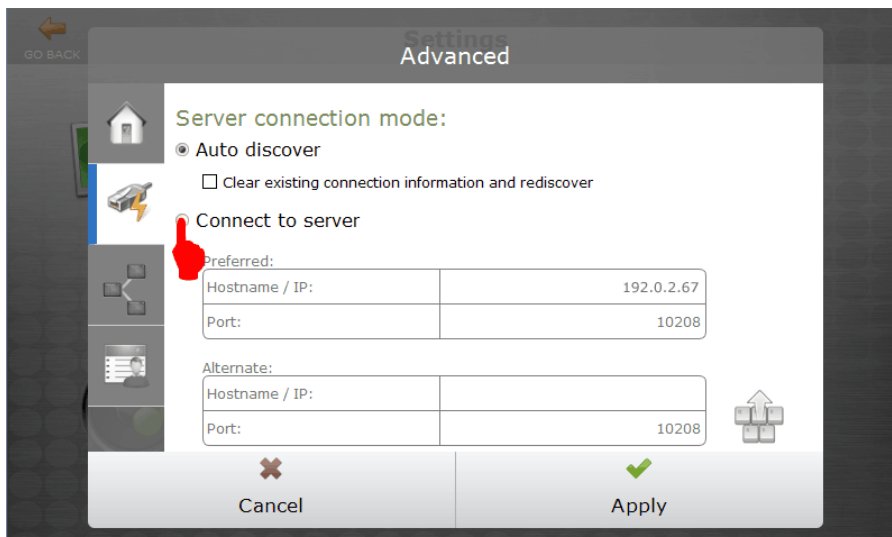 Settings
GO BACK
Advanced
Server connection mode:
Auto discover
Clear existing connection information and rediscover
Connect to server
Preferred:
Hostname / IP: 192.0.2.67
Port: 10208
Alternate:
Hostname / IP:
Port: 10208
Cancel Apply